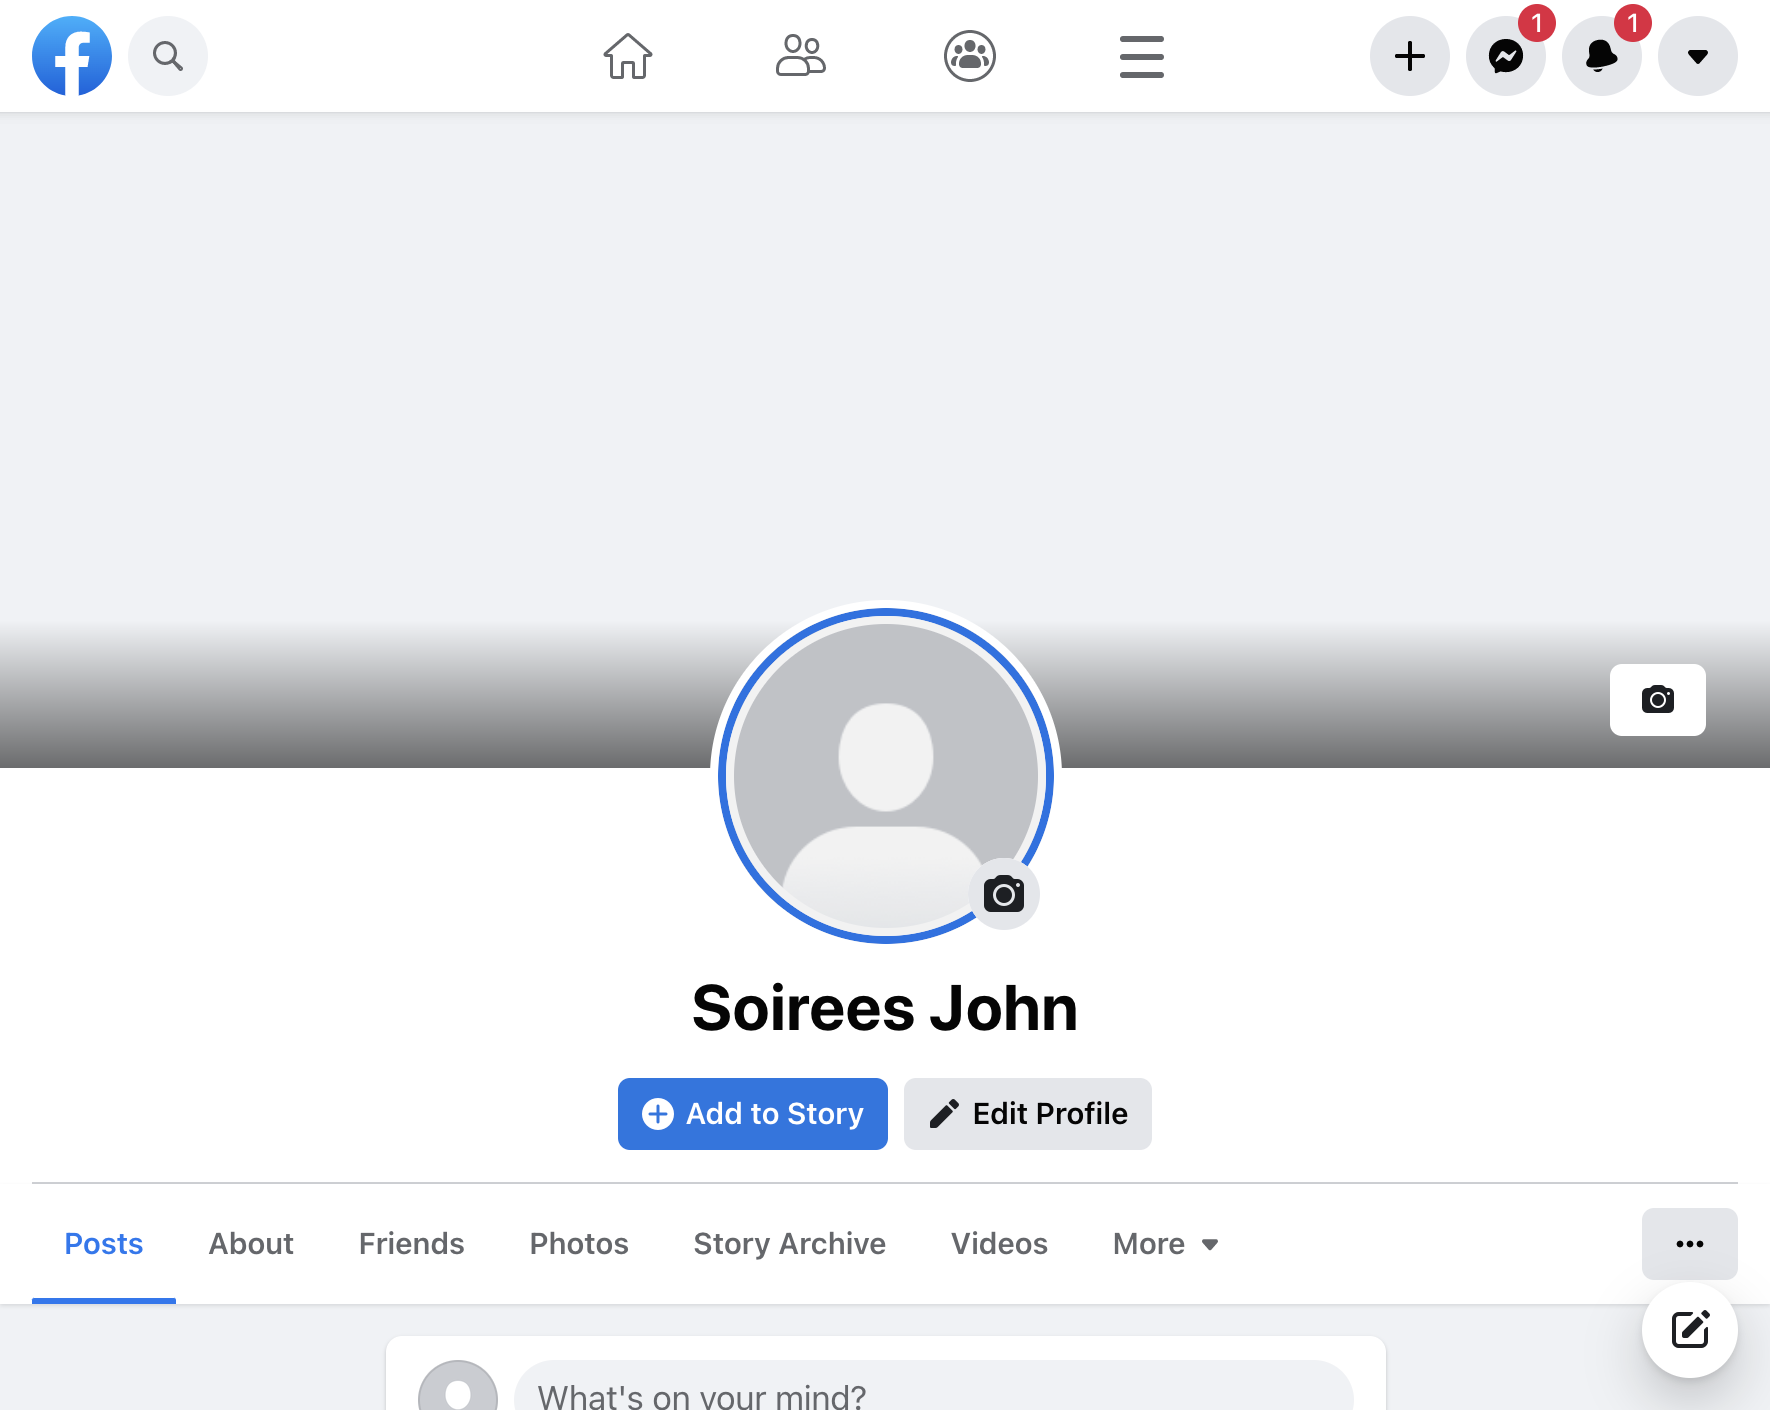 1
1
Soirees John
Add to Story
Edit Profile
Posts
About
Friends
Photos
Story Archive
Videos
More
What's on your mind?